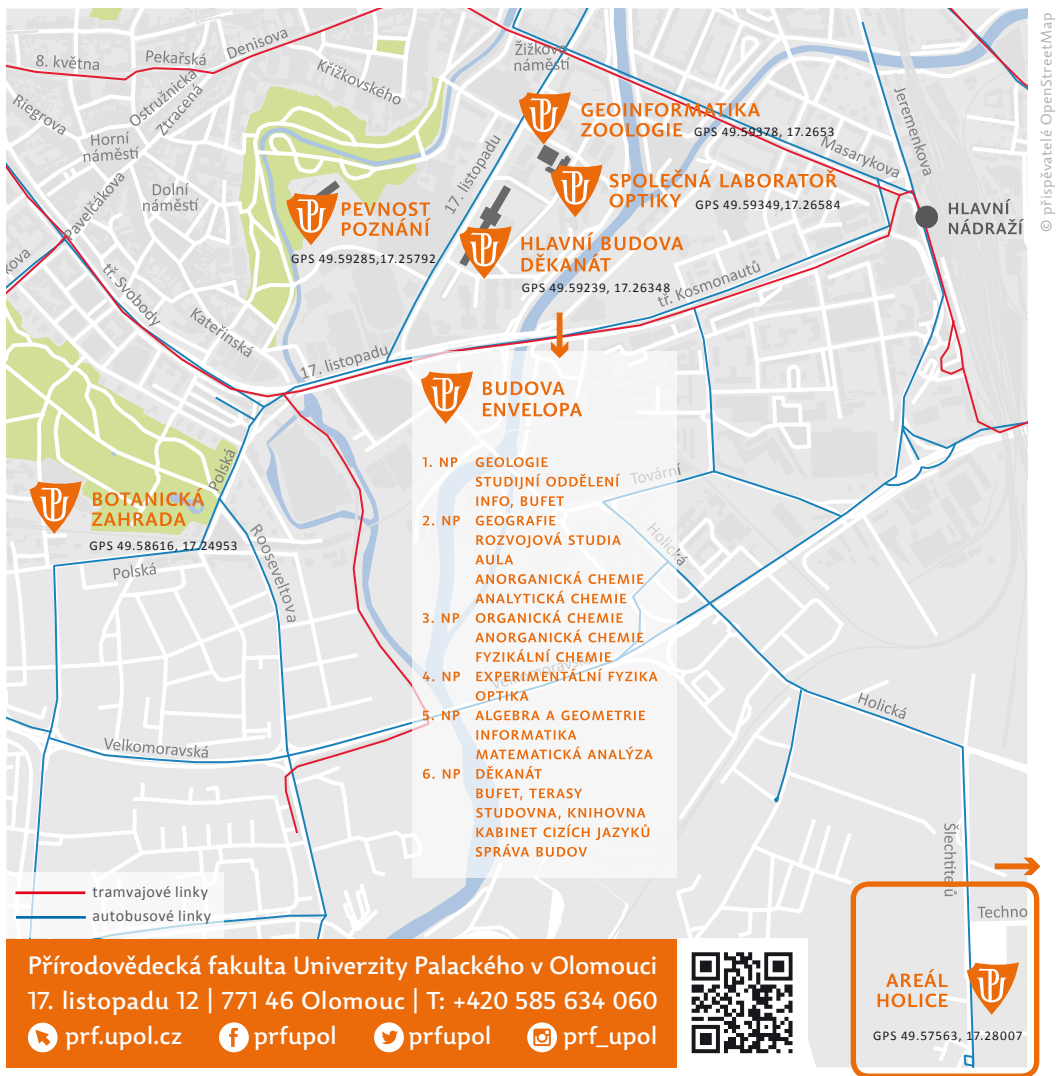 © přispěvatelé OpenStreetMap
8. května
Pekařská
Denisova
Křížkovského
Žižkovo
náměstí
Riegrova
Ostružnická
Ztracená
Horní
náměstí
Dolní
náměstí
Pavelčákova
kova
tř. Svobody
Kateřinská
17. listopadu
17. listopadu
Jeremenkova
Masarykova
tř. Kosmonautů
GEOINFORMATIKA
ZOOLOGIE GPS 49.59378, 17.2653
SPOLEČNÁ LABORATOŘ
OPTIKY
GPS 49.59349,17.26584
HLAVNÍ
NÁDRAŽÍ
PEVNOST
POZNÁNÍ
GPS 49.59285,17.25792
HLAVNÍ BUDOVA
DĚKANÁT
GPS 49.59239, 17.26348
BUDOVA
ENVELOPA
1. NP GEOLOGIE
STUDIJNÍ ODDĚLENÍ
INFO, BUFET
2. NP GEOGRAFIE
ROZVOJOVÁ STUDIA
AULA
ANORGANICKÁ CHEMIE
ANALYTICKÁ CHEMIE
3. NP ORGANICKÁ CHEMIE
ANORGANICKÁ CHEMIE
FYZIKÁLNÍ CHEMIE
4. NP EXPERIMENTÁLNÍ FYZIKA
OPTIKA
5. NP ALGEBRA A GEOMETRIE
INFORMATIKA
MATEMATICKÁ ANALÝZA
6. NP DĚKANÁT
BUFET, TERASY
STUDOVNA, KNIHOVNA
KABINET CIZÍCH JAZYKŮ
SPRÁVA BUDOV
Tovární
Holická
Velkomoravská
BOTANICKÁ
ZAHRADA
GPS 49.58616, 17.24953
Polská
Polská
Rooseveltova
Velkomoravská
Holická
Šlechtitelů
Techno
tramvajové linky
autobusové linky
AREÁL
HOLICE
GPS 49.57563, 17.28007
Přírodovědecká fakulta Univerzity Palackého v Olomouci
17. listopadu 12 | 771 46 Olomouc | T: +420 585 634 060
prf.upol.cz prfupol prfupol prf_upol